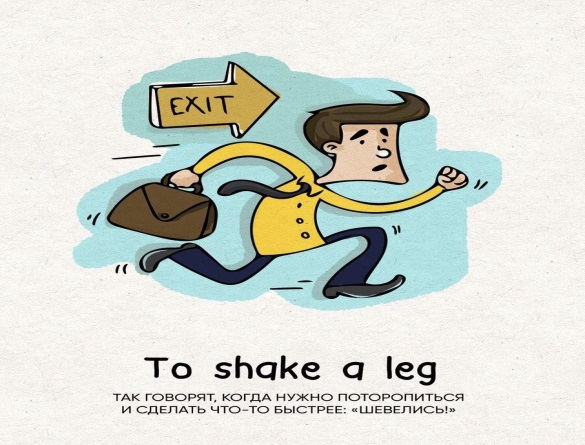 EXIT
To shake a leg
ТАК ГОВОРЯТ, КОГДА НУЖНО ПОТОРОПИТЬСЯ
И СДЕЛАТЬ ЧТО-ТО БЫСТРЕЕ: «ШЕВЕЛИСЬ!»